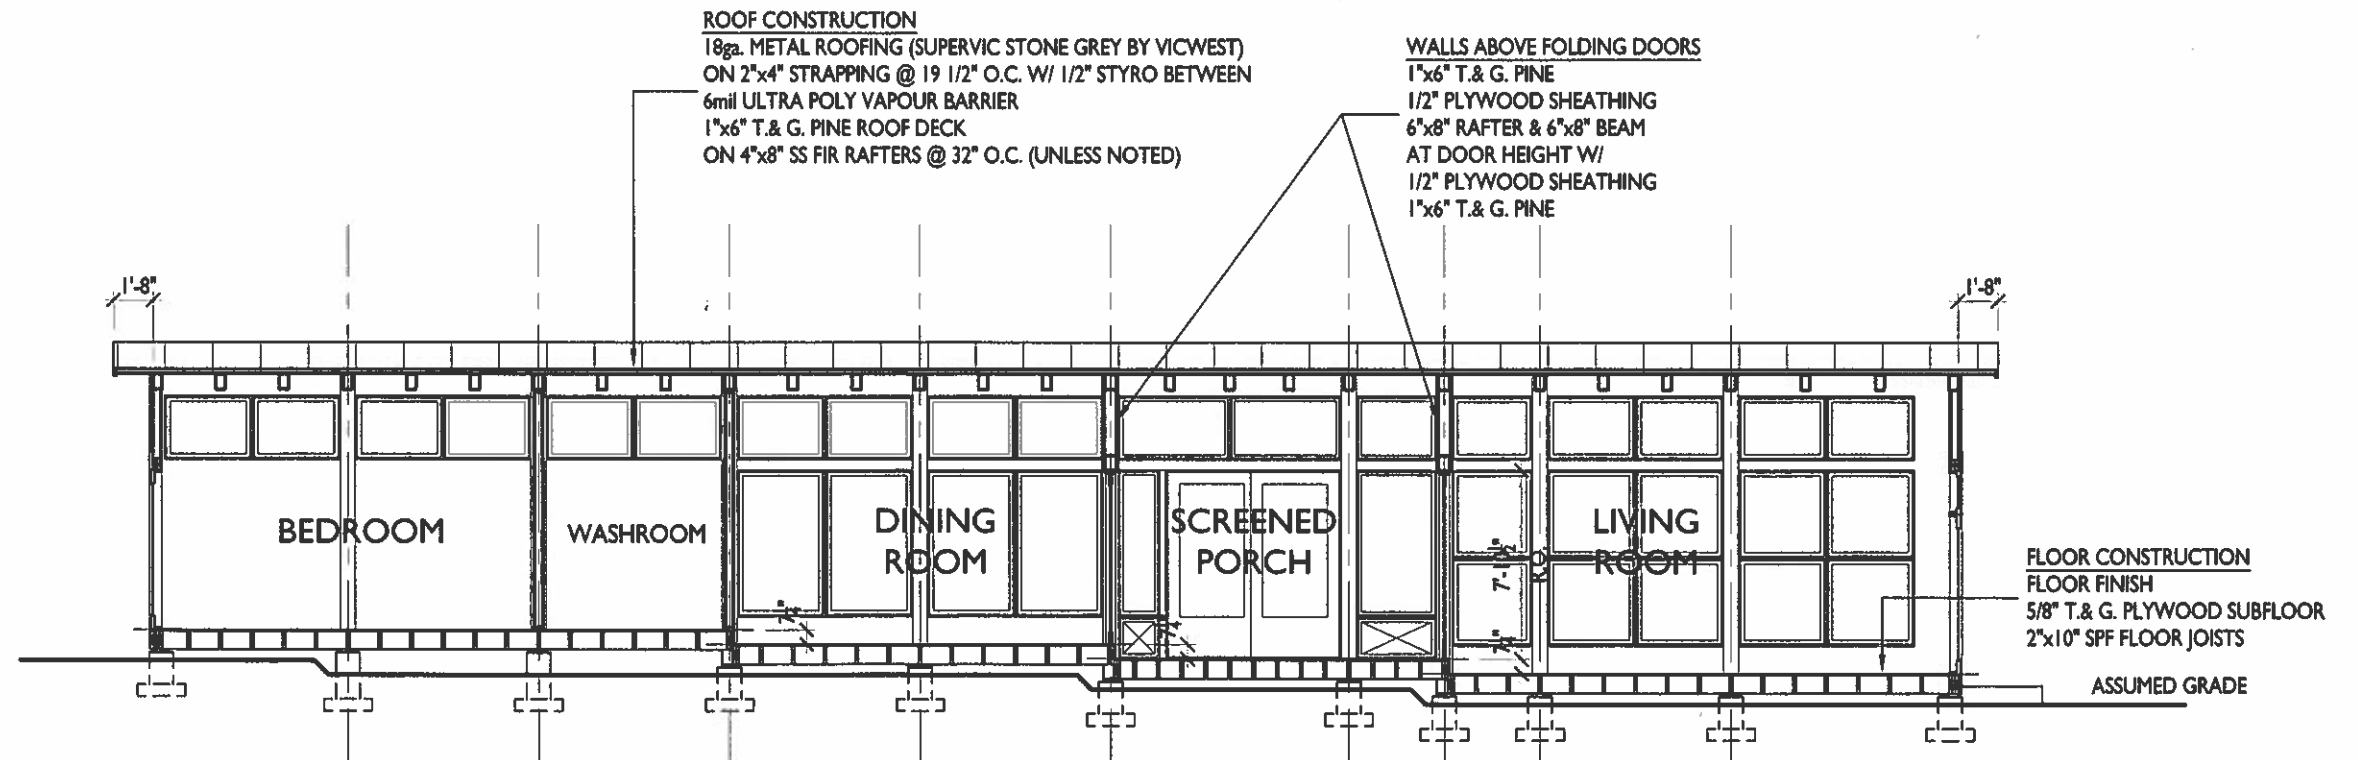 ROOF CONSTRUCTION
18ga. METAL ROOFING (SUPERVIC STONE GREY BY VICWEST)
ON 2"x4" STRAPPING @ 19 1/2" O.C. W/ 1/2" STYRO BETWEEN
6mil ULTRA POLY VAPOUR BARRIER
1"x6" T.& G. PINE ROOF DECK
ON 4"x8" SS FIR RAFTERS @ 32" O.C. (UNLESS NOTED)
WALLS ABOVE FOLDING DOORS
1"x6" T.& G. PINE
1/2" PLYWOOD SHEATHING
6"x8" RAFTER & 6"x8" BEAM
AT DOOR HEIGHT W/
1/2" PLYWOOD SHEATHING
1"x6" T.& G. PINE
1'-8"
1'-8"
BEDROOM
WASHROOM
DINING
ROOM
SCREENED
PORCH
LIVING
ROOM
7'-1 1/2"
FLOOR CONSTRUCTION
FLOOR FINISH
5/8" T.& G. PLYWOOD SUBFLOOR
2"x10" SPF FLOOR JOISTS
ASSUMED GRADE